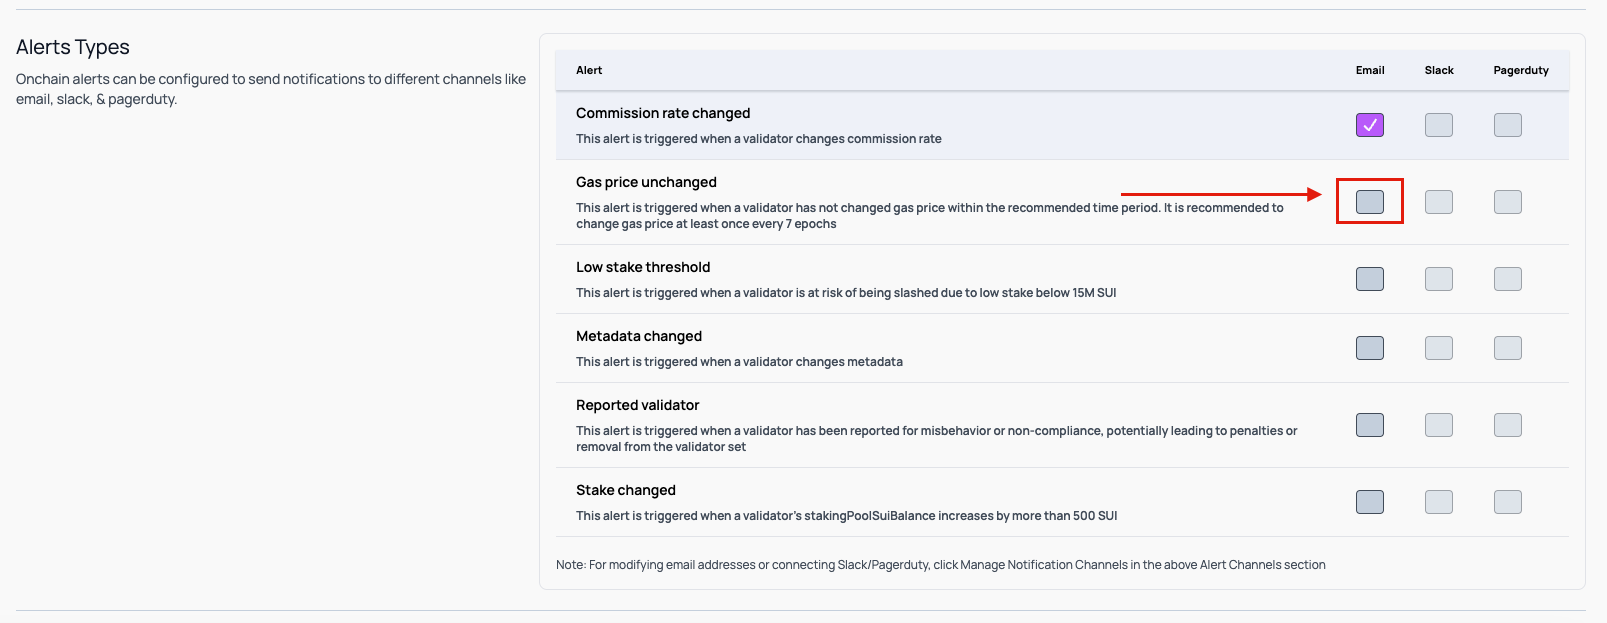 Alerts Types
Onchain alerts can be configured to send notifications to different channels like
email, slack, & pagerduty.
Alert Email Slack Pagerduty
Commission rate changed
This alert is triggered when a validator changes commission rate
Gas price unchanged
This alert is triggered when a validator has not changed gas price within the recommended time period. It is recommended to
change gas price at least once every 7 epochs
Low stake threshold
This alert is triggered when a validator is at risk of being slashed due to low stake below 15M SUI
Metadata changed
This alert is triggered when a validator changes metadata
Reported validator
This alert is triggered when a validator has been reported for misbehavior or non-compliance, potentially leading to penalties or
removal from the validator set
Stake changed
This alert is triggered when a validator's stakingPoolSuiBalance increases by more than 500 SUI
Note: For modifying email addresses or connecting Slack/Pagerduty, click Manage Notification Channels in the above Alert Channels section